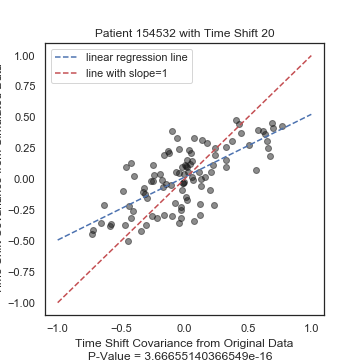 Patient 154532 with Time Shift 20
linear regression line
line with slope=1
1.00
0.75
0.50
0.25
0.00
−0.25
−0.50
−0.75
−1.00
−1.0 −0.5 0.0 0.5 1.0
Time Shift Covariance from Original Data
P-Value = 3.66655140366549e-16